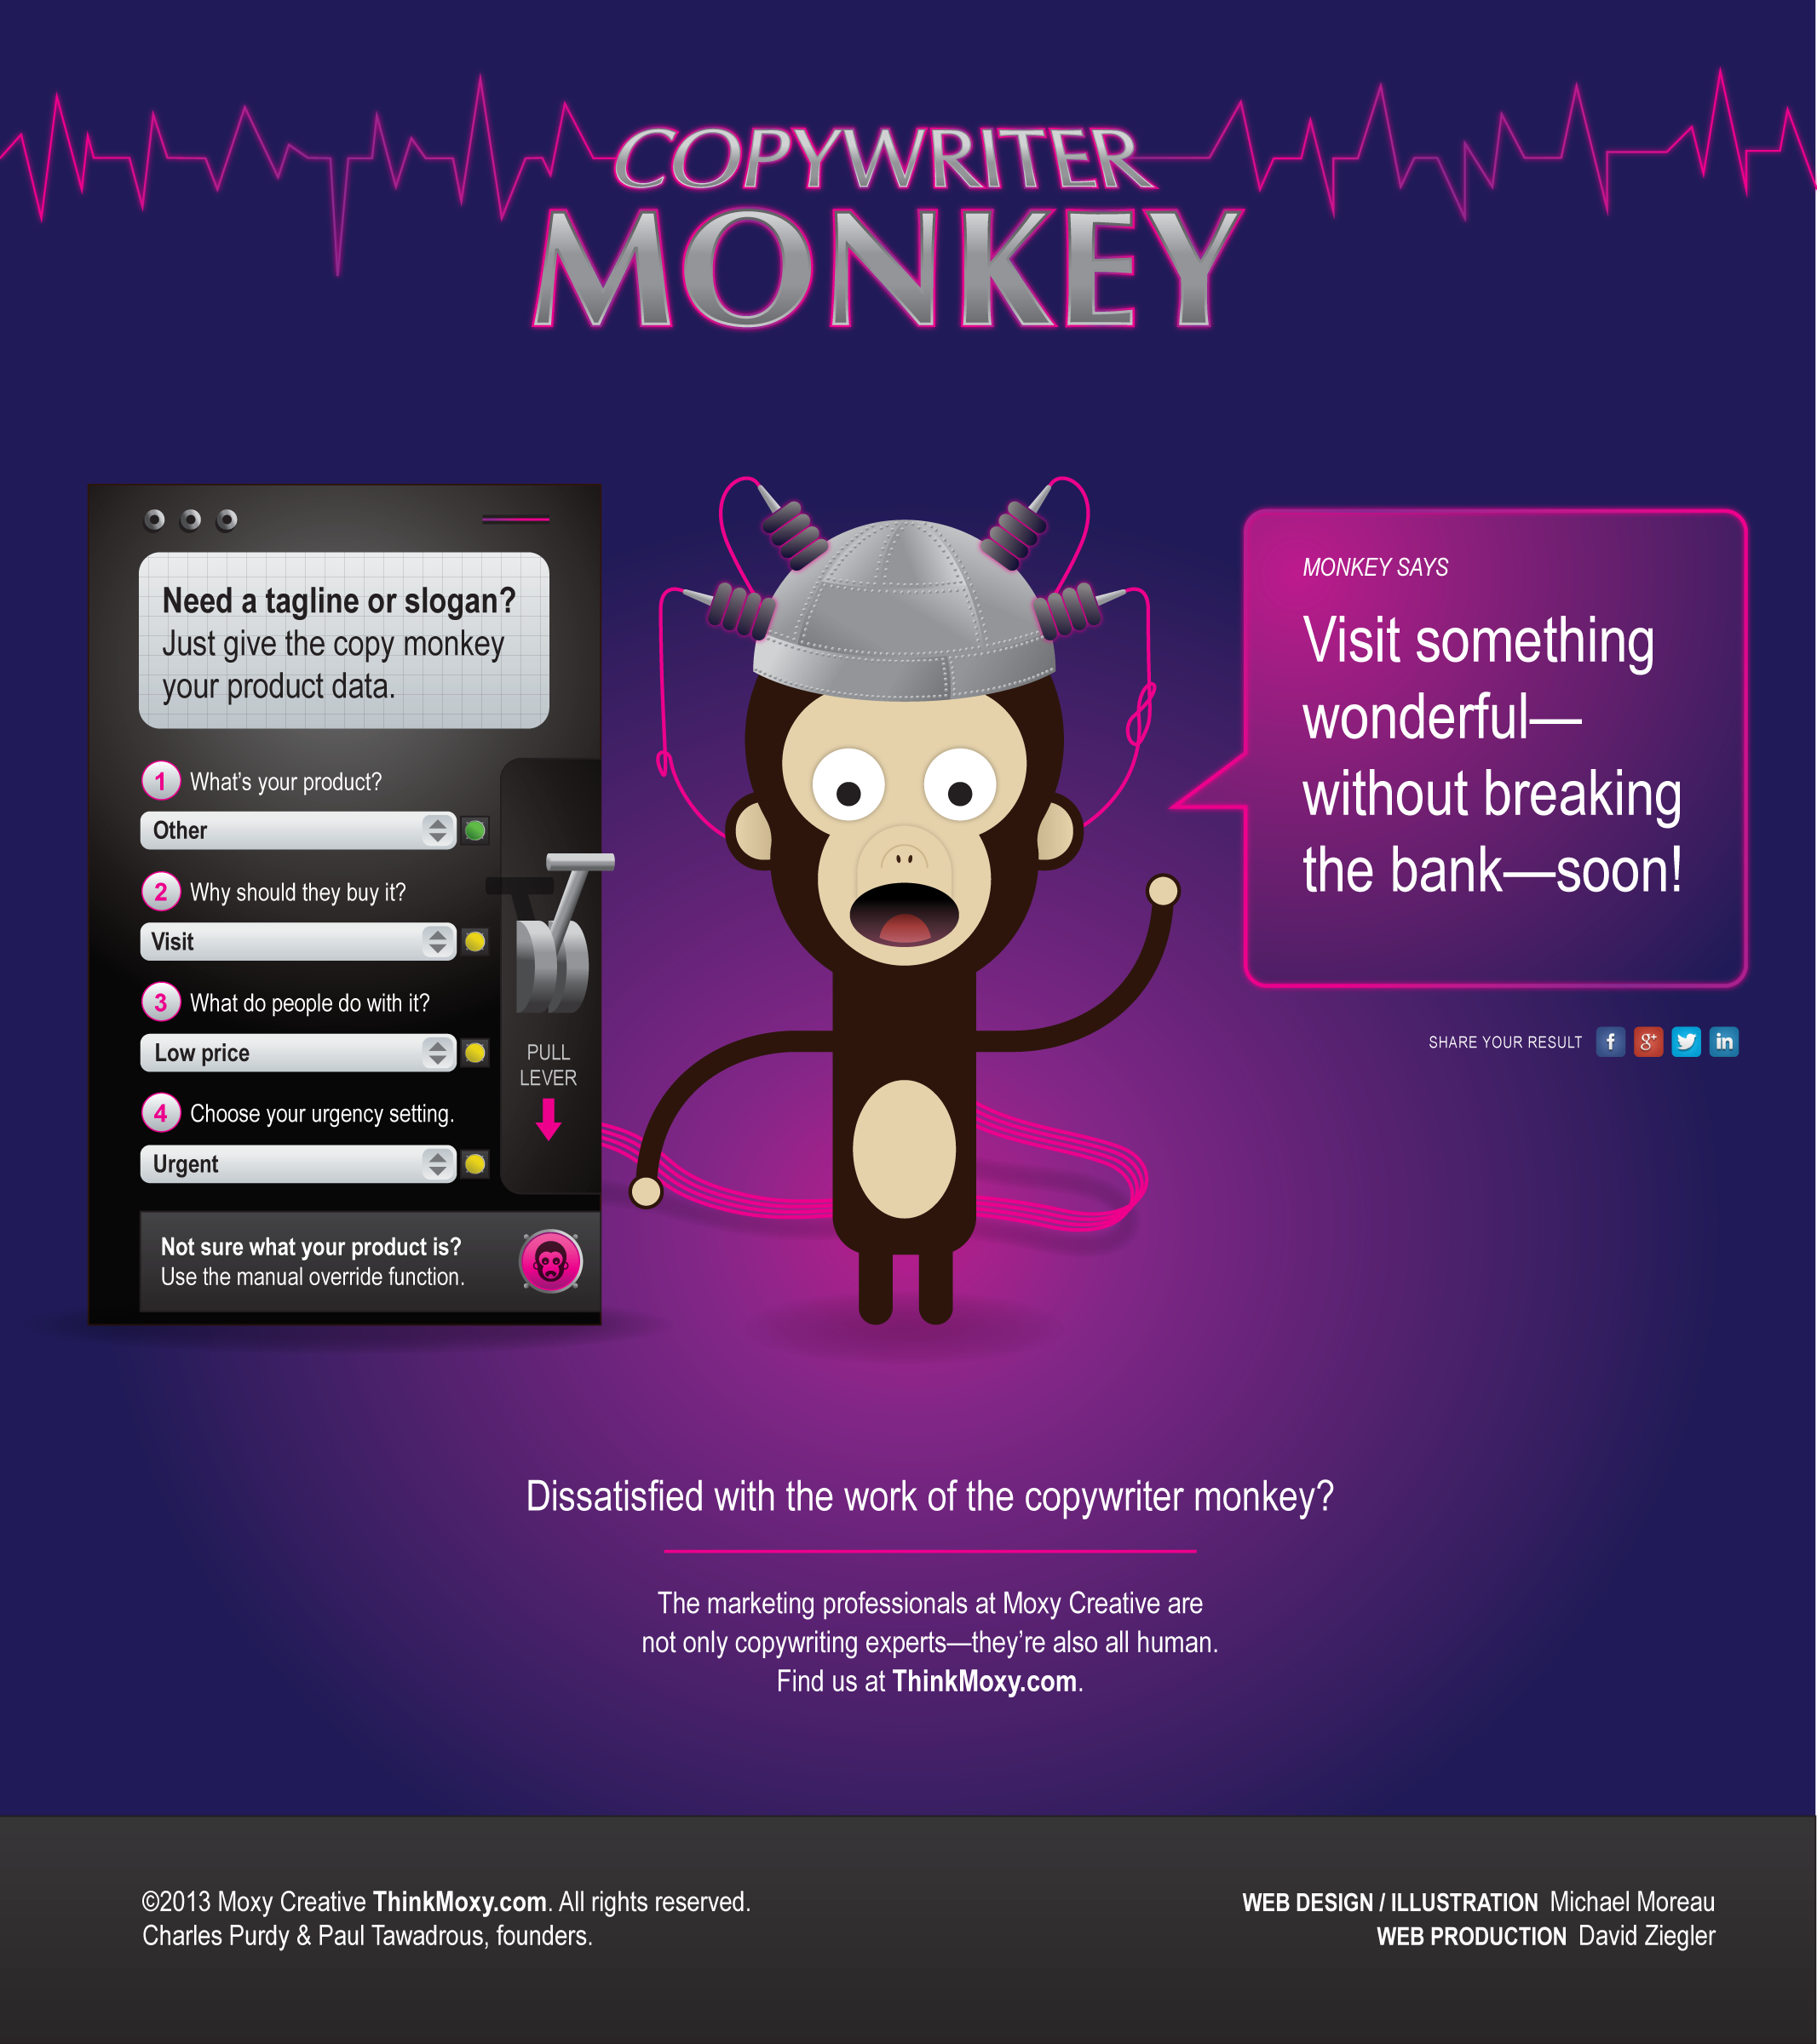 COPYWRITER
MONKEY
Need a tagline or slogan?
Just give the copy monkey
your product data.
1 What's your product?
Other
2 Why should they buy it?
Visit
3 What do people do with it?
Low price
4 Choose your urgency setting.
Urgent
PULL
LEVER
Not sure what your product is?
Use the manual override function.
MONKEY SAYS
Visit something
wonderful—
without breaking
the bank—soon!
SHARE YOUR RESULT f g+ in
Dissatisfied with the work of the copywriter monkey?
The marketing professionals at Moxy Creative are
not only copywriting experts—they're also all human.
Find us at ThinkMoxy.com.
©2013 Moxy Creative ThinkMoxy.com. All rights reserved.
Charles Purdy & Paul Tawadrous, founders.
WEB DESIGN / ILLUSTRATION Michael Moreau
WEB PRODUCTION David Ziegler